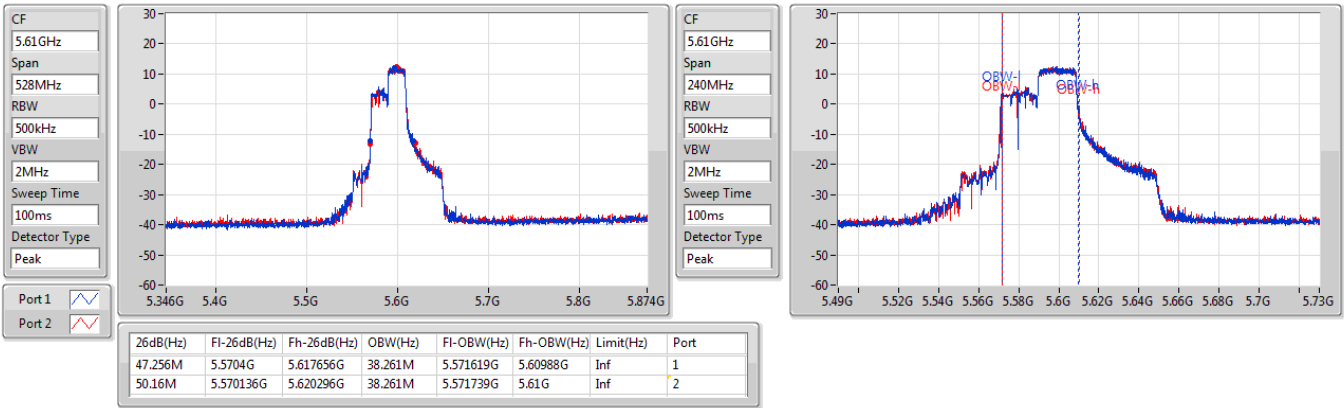 CF
5.61GHz
Span
528MHz
RBW
500kHz
VBW
2MHz
Sweep Time
100ms
Detector Type
Peak
Port 1
Port 2
30
20
10
0
-10
-20
-30
-40
-50
-60
5.346G 5.4G 5.5G 5.6G 5.7G 5.8G 5.874G
CF
5.61GHz
Span
240MHz
RBW
500kHz
VBW
2MHz
Sweep Time
100ms
Detector Type
Peak
30
20
10
0
-10
-20
-30
-40
-50
-60
OBW-l OBW-h
OBW-l OBW-h
5.49G 5.52G 5.54G 5.56G 5.58G 5.6G 5.62G 5.64G 5.66G 5.68G 5.7G 5.73G
26dB(Hz) Fl-26dB(Hz) Fh-26dB(Hz) OBW(Hz) Fl-OBW(Hz) Fh-OBW(Hz) Limit(Hz) Port
47.256M 5.5704G 5.617656G 38.261M 5.571619G 5.60988G Inf 1
50.16M 5.570136G 5.620296G 38.261M 5.571739G 5.61G Inf 2